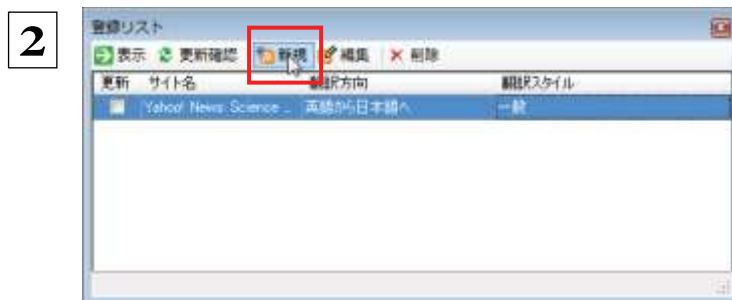 2
登録リスト
表示 更新確認 新規 編集 削除
更新 サイト名 翻訳方向 翻訳スタイル
Yahoo! News: Science ... 英語から日本語へ 一般